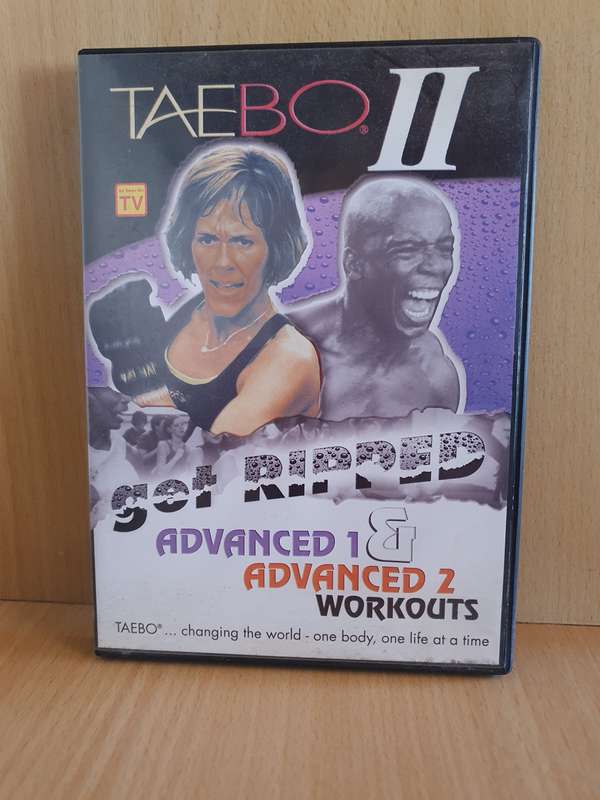 TAEBO® II
As Seen On
TV
get RIPPED
ADVANCED 1 &
ADVANCED 2
WORKOUTS
TAEBO® ... changing the world - one body, one life at a time